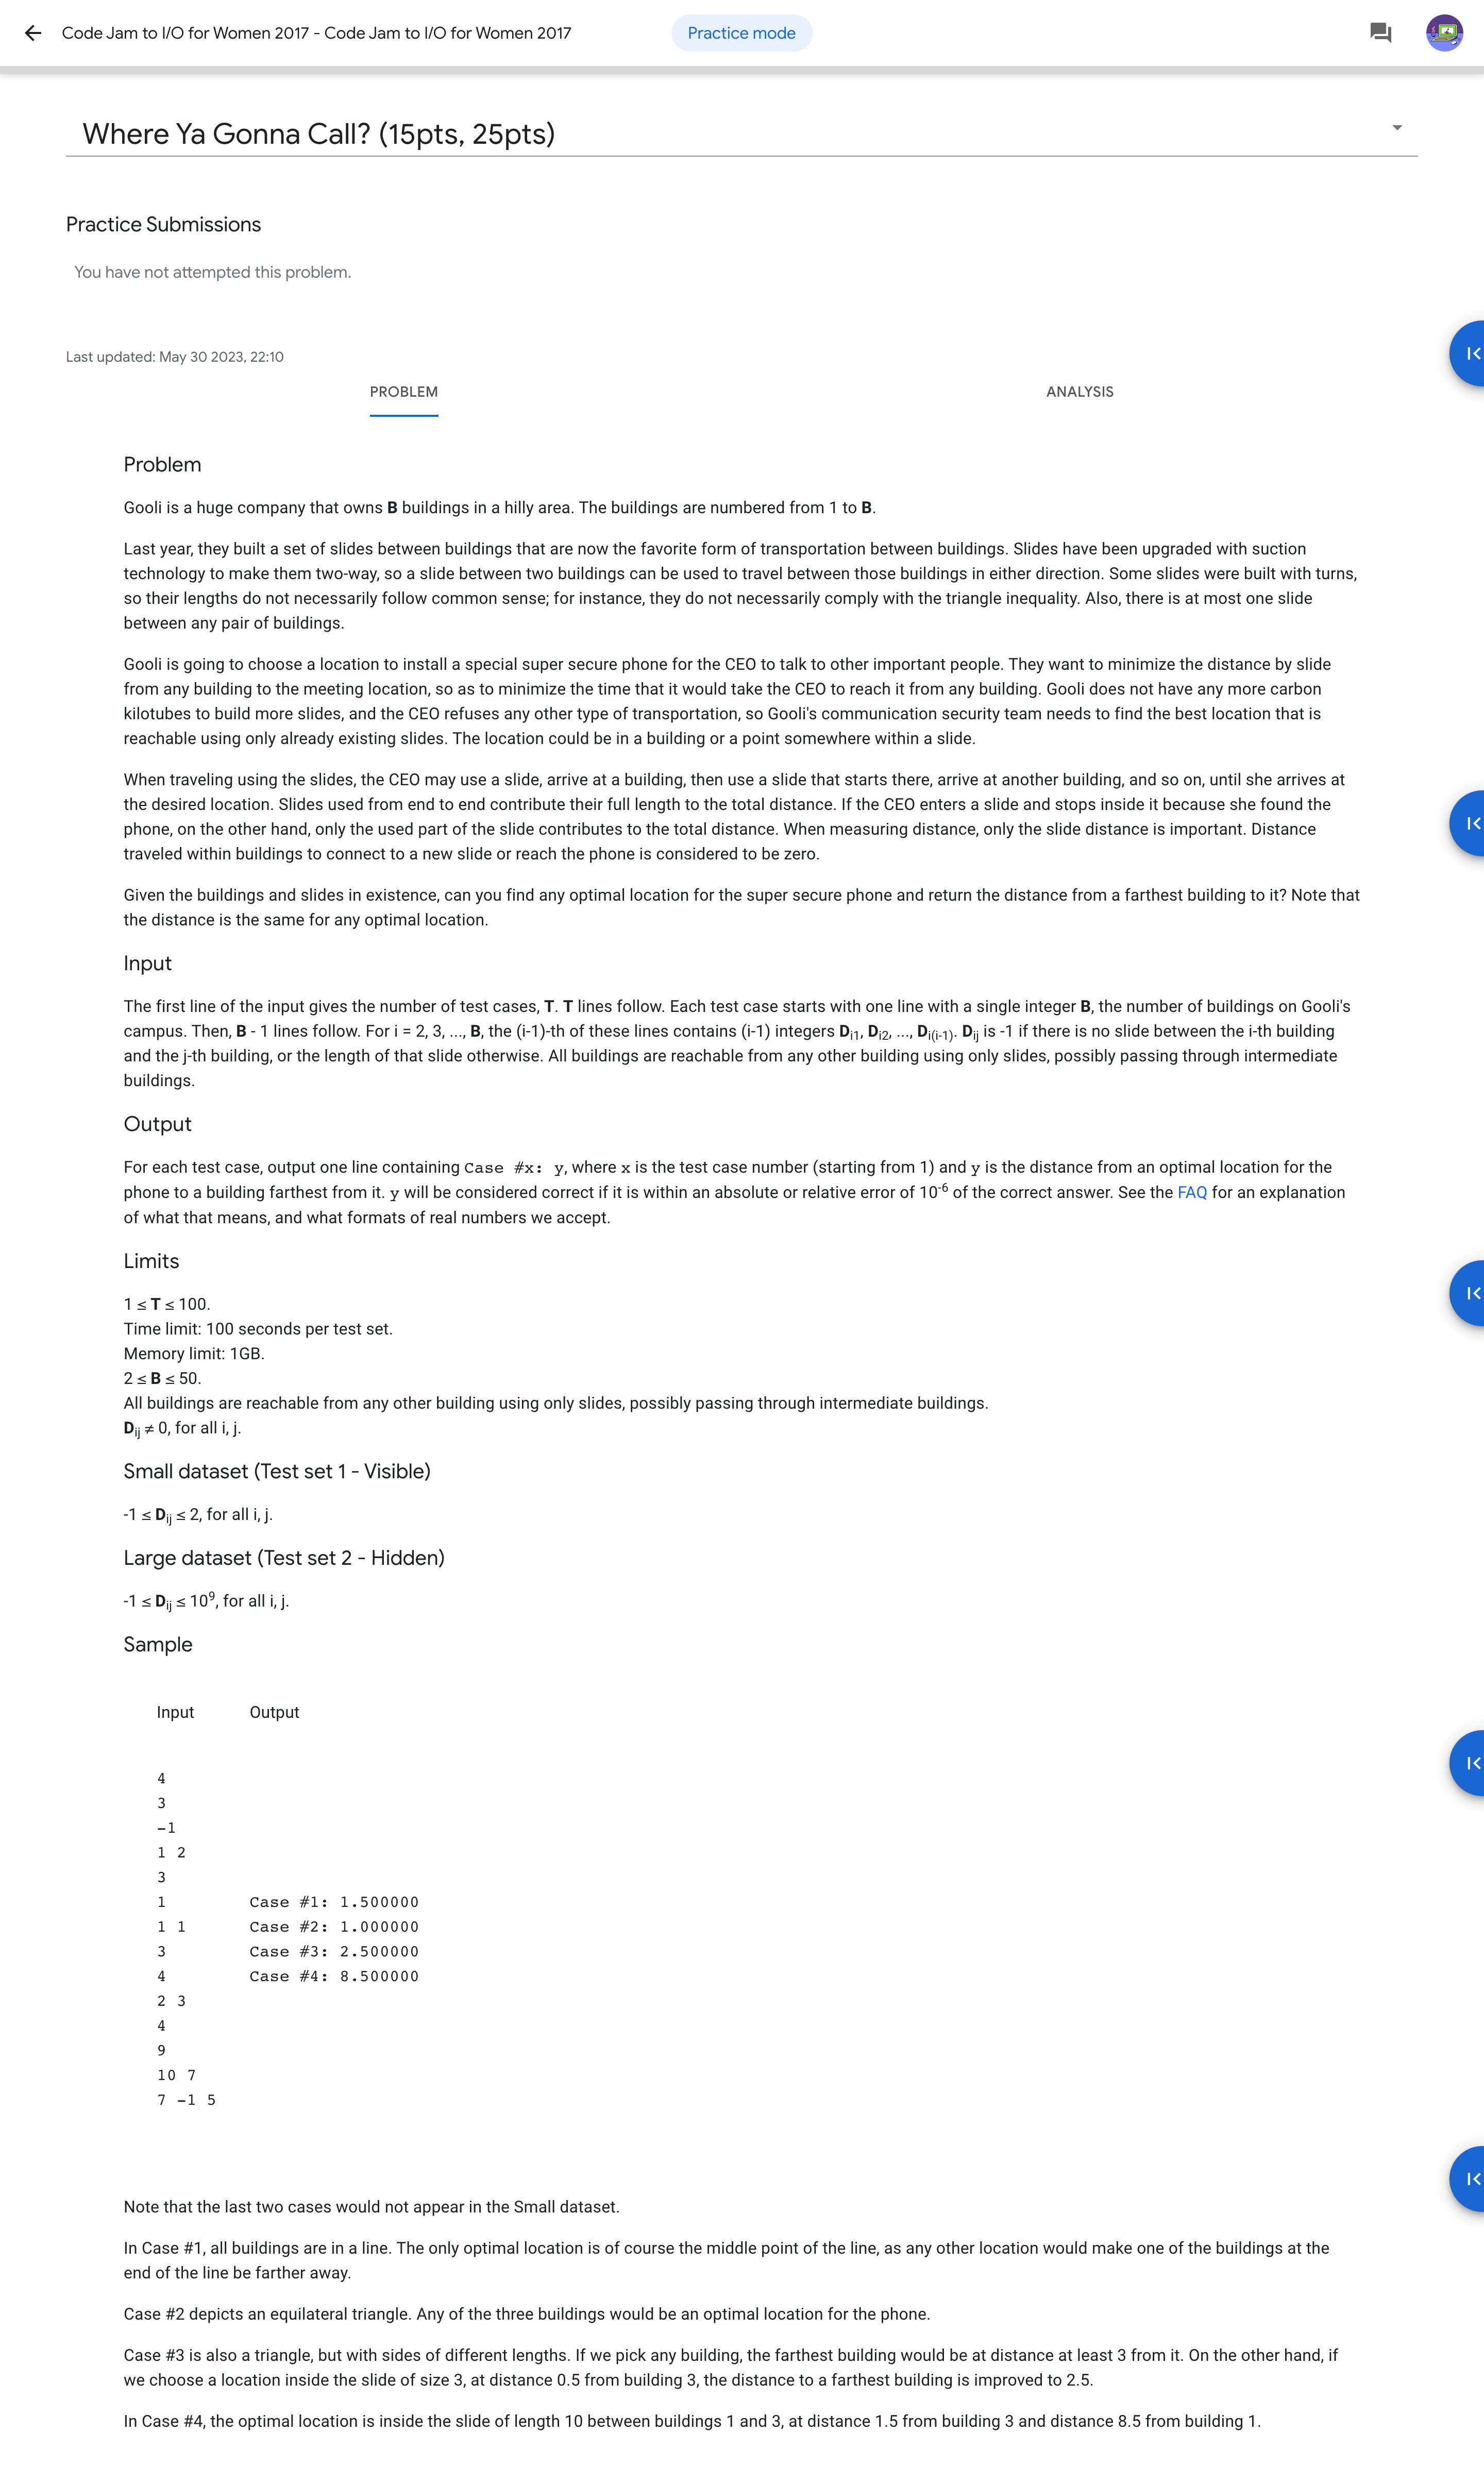 Code Jam to I/O for Women 2017 - Code Jam to I/O for Women 2017
Practice mode
Where Ya Gonna Call? (15pts, 25pts)
Practice Submissions
You have not attempted this problem.
Last updated: May 30 2023, 22:10
PROBLEM
ANALYSIS
Problem
Gooli is a huge company that owns B buildings in a hilly area. The buildings are numbered from 1 to B.
Last year, they built a set of slides between buildings that are now the favorite form of transportation between buildings. Slides have been upgraded with suction
technology to make them two-way, so a slide between two buildings can be used to travel between those buildings in either direction. Some slides were built with turns,
so their lengths do not necessarily follow common sense; for instance, they do not necessarily comply with the triangle inequality. Also, there is at most one slide
between any pair of buildings.
Gooli is going to choose a location to install a special super secure phone for the CEO to talk to other important people. They want to minimize the distance by slide
from any building to the meeting location, so as to minimize the time that it would take the CEO to reach it from any building. Gooli does not have any more carbon
kilotubes to build more slides, and the CEO refuses any other type of transportation, so Gooli's communication security team needs to find the best location that is
reachable using only already existing slides. The location could be in a building or a point somewhere within a slide.
When traveling using the slides, the CEO may use a slide, arrive at a building, then use a slide that starts there, arrive at another building, and so on, until she arrives at
the desired location. Slides used from end to end contribute their full length to the total distance. If the CEO enters a slide and stops inside it because she found the
phone, on the other hand, only the used part of the slide contributes to the total distance. When measuring distance, only the slide distance is important. Distance
traveled within buildings to connect to a new slide or reach the phone is considered to be zero.
Given the buildings and slides in existence, can you find any optimal location for the super secure phone and return the distance from a farthest building to it? Note that
the distance is the same for any optimal location.
Input
The first line of the input gives the number of test cases, T. T lines follow. Each test case starts with one line with a single integer B, the number of buildings on Gooli's
campus. Then, B - 1 lines follow. For i = 2, 3, ..., B, the (i-1)-th of these lines contains (i-1) integers Di1, Di2, ..., Di(i-1). Dij is -1 if there is no slide between the i-th building
and the j-th building, or the length of that slide otherwise. All buildings are reachable from any other building using only slides, possibly passing through intermediate
buildings.
Output
For each test case, output one line containing Case #x: y, where x is the test case number (starting from 1) and y is the distance from an optimal location for the
phone to a building farthest from it. y will be considered correct if it is within an absolute or relative error of 10-6 of the correct answer. See the FAQ for an explanation
of what that means, and what formats of real numbers we accept.
Limits
1 ≤ T ≤ 100.
Time limit: 100 seconds per test set.
Memory limit: 1GB.
2 ≤ B ≤ 50.
All buildings are reachable from any other building using only slides, possibly passing through intermediate buildings.
Dij ≠ 0, for all i, j.
Small dataset (Test set 1 - Visible)
-1 ≤ Dij ≤ 2, for all i, j.
Large dataset (Test set 2 - Hidden)
-1 ≤ Dij ≤ 10⁹, for all i, j.
Sample
Input Output
4
3
-1
1 2
3
1 Case #1: 1.500000
1 1 Case #2: 1.000000
3 Case #3: 2.500000
4 Case #4: 8.500000
2 3
4
9
10 7
7 -1 5
Note that the last two cases would not appear in the Small dataset.
In Case #1, all buildings are in a line. The only optimal location is of course the middle point of the line, as any other location would make one of the buildings at the
end of the line be farther away.
Case #2 depicts an equilateral triangle. Any of the three buildings would be an optimal location for the phone.
Case #3 is also a triangle, but with sides of different lengths. If we pick any building, the farthest building would be at distance at least 3 from it. On the other hand, if
we choose a location inside the slide of size 3, at distance 0.5 from building 3, the distance to a farthest building is improved to 2.5.
In Case #4, the optimal location is inside the slide of length 10 between buildings 1 and 3, at distance 1.5 from building 3 and distance 8.5 from building 1.